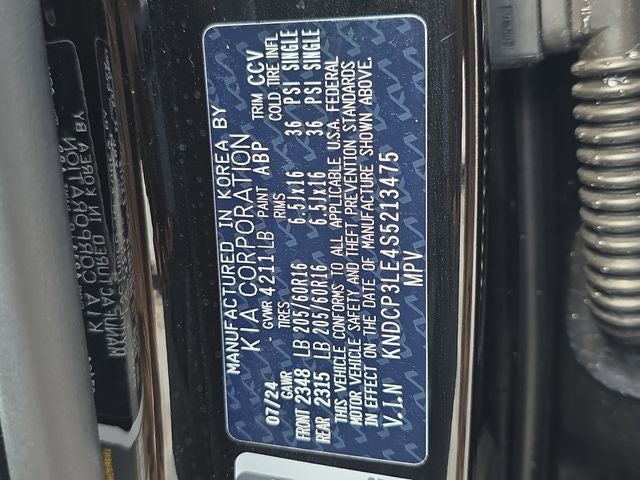 MANUFACTURED IN KOREA BY
KIA CORPORATION
07/24 GVWR 4211 LB PAINT ABP TRIM CCV
GAWR TIRES RIMS COLD TIRE INFL
FRONT 2348 LB 205/60R16 6.5Jx16 36 PSI SINGLE
REAR 2315 LB 205/60R16 6.5Jx16 36 PSI SINGLE
THIS VEHICLE CONFORMS TO ALL APPLICABLE U.S.A. FEDERAL
MOTOR VEHICLE SAFETY AND THEFT PREVENTION STANDARDS
IN EFFECT ON THE DATE OF MANUFACTURE SHOWN ABOVE.
V.I.N KNDCP3LE4S5213475
MPV